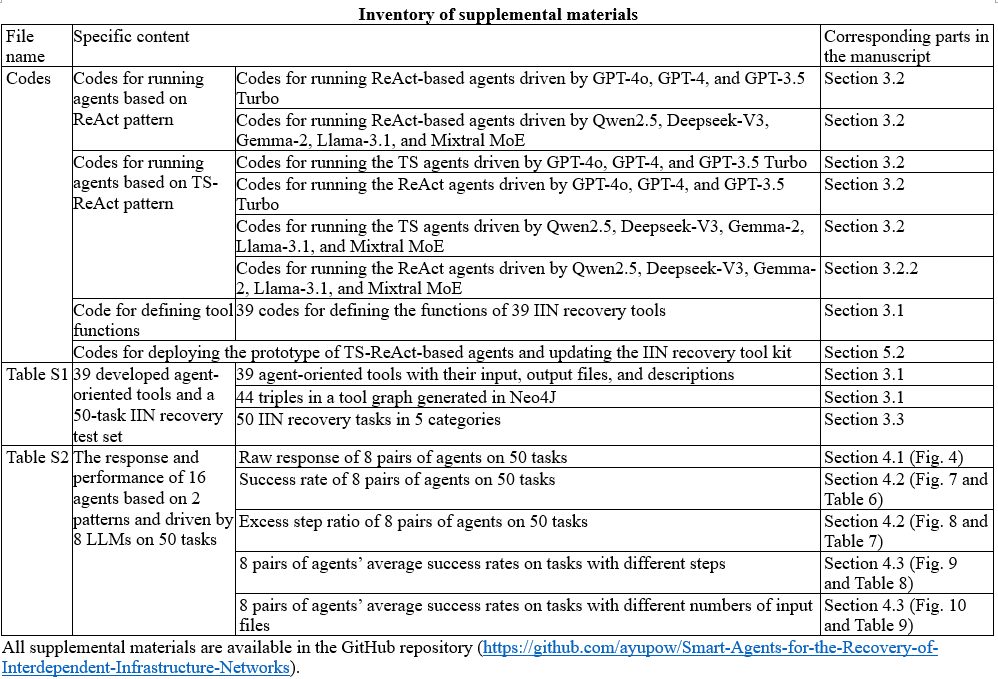 Inventory of supplemental materials
File name
Specific content
Corresponding parts in the manuscript
Codes
Codes for running agents based on ReAct pattern
Codes for running ReAct-based agents driven by GPT-4o, GPT-4, and GPT-3.5 Turbo
Section 3.2
Codes for running ReAct-based agents driven by Qwen2.5, Deepseek-V3, Gemma-2, Llama-3.1, and Mixtral MoE
Section 3.2
Codes for running agents based on TS-ReAct pattern
Codes for running the TS agents driven by GPT-4o, GPT-4, and GPT-3.5 Turbo
Section 3.2
Codes for running the ReAct agents driven by GPT-4o, GPT-4, and GPT-3.5 Turbo
Section 3.2
Codes for running the TS agents driven by Qwen2.5, Deepseek-V3, Gemma-2, Llama-3.1, and Mixtral MoE
Section 3.2
Codes for running the ReAct agents driven by Qwen2.5, Deepseek-V3, Gemma-2, Llama-3.1, and Mixtral MoE
Section 3.2.2
Code for defining tool functions
39 codes for defining the functions of 39 IIN recovery tools
Section 3.1
Codes for deploying the prototype of TS-ReAct-based agents and updating the IIN recovery tool kit
Section 5.2
Table S1
39 developed agent-oriented tools and a 50-task IIN recovery test set
39 agent-oriented tools with their input, output files, and descriptions
Section 3.1
44 triples in a tool graph generated in Neo4J
Section 3.1
50 IIN recovery tasks in 5 categories
Section 3.3
Table S2
The response and performance of 16 agents based on 2 patterns and driven by 8 LLMs on 50 tasks
Raw response of 8 pairs of agents on 50 tasks
Section 4.1 (Fig. 4)
Success rate of 8 pairs of agents on 50 tasks
Section 4.2 (Fig. 7 and Table 6)
Excess step ratio of 8 pairs of agents on 50 tasks
Section 4.2 (Fig. 8 and Table 7)
8 pairs of agents' average success rates on tasks with different steps
Section 4.3 (Fig. 9 and Table 8)
8 pairs of agents' average success rates on tasks with different numbers of input files
Section 4.3 (Fig. 10 and Table 9)
All supplemental materials are available in the GitHub repository (https://github.com/ayupow/Smart-Agents-for-the-Recovery-of-Interdependent-Infrastructure-Networks).